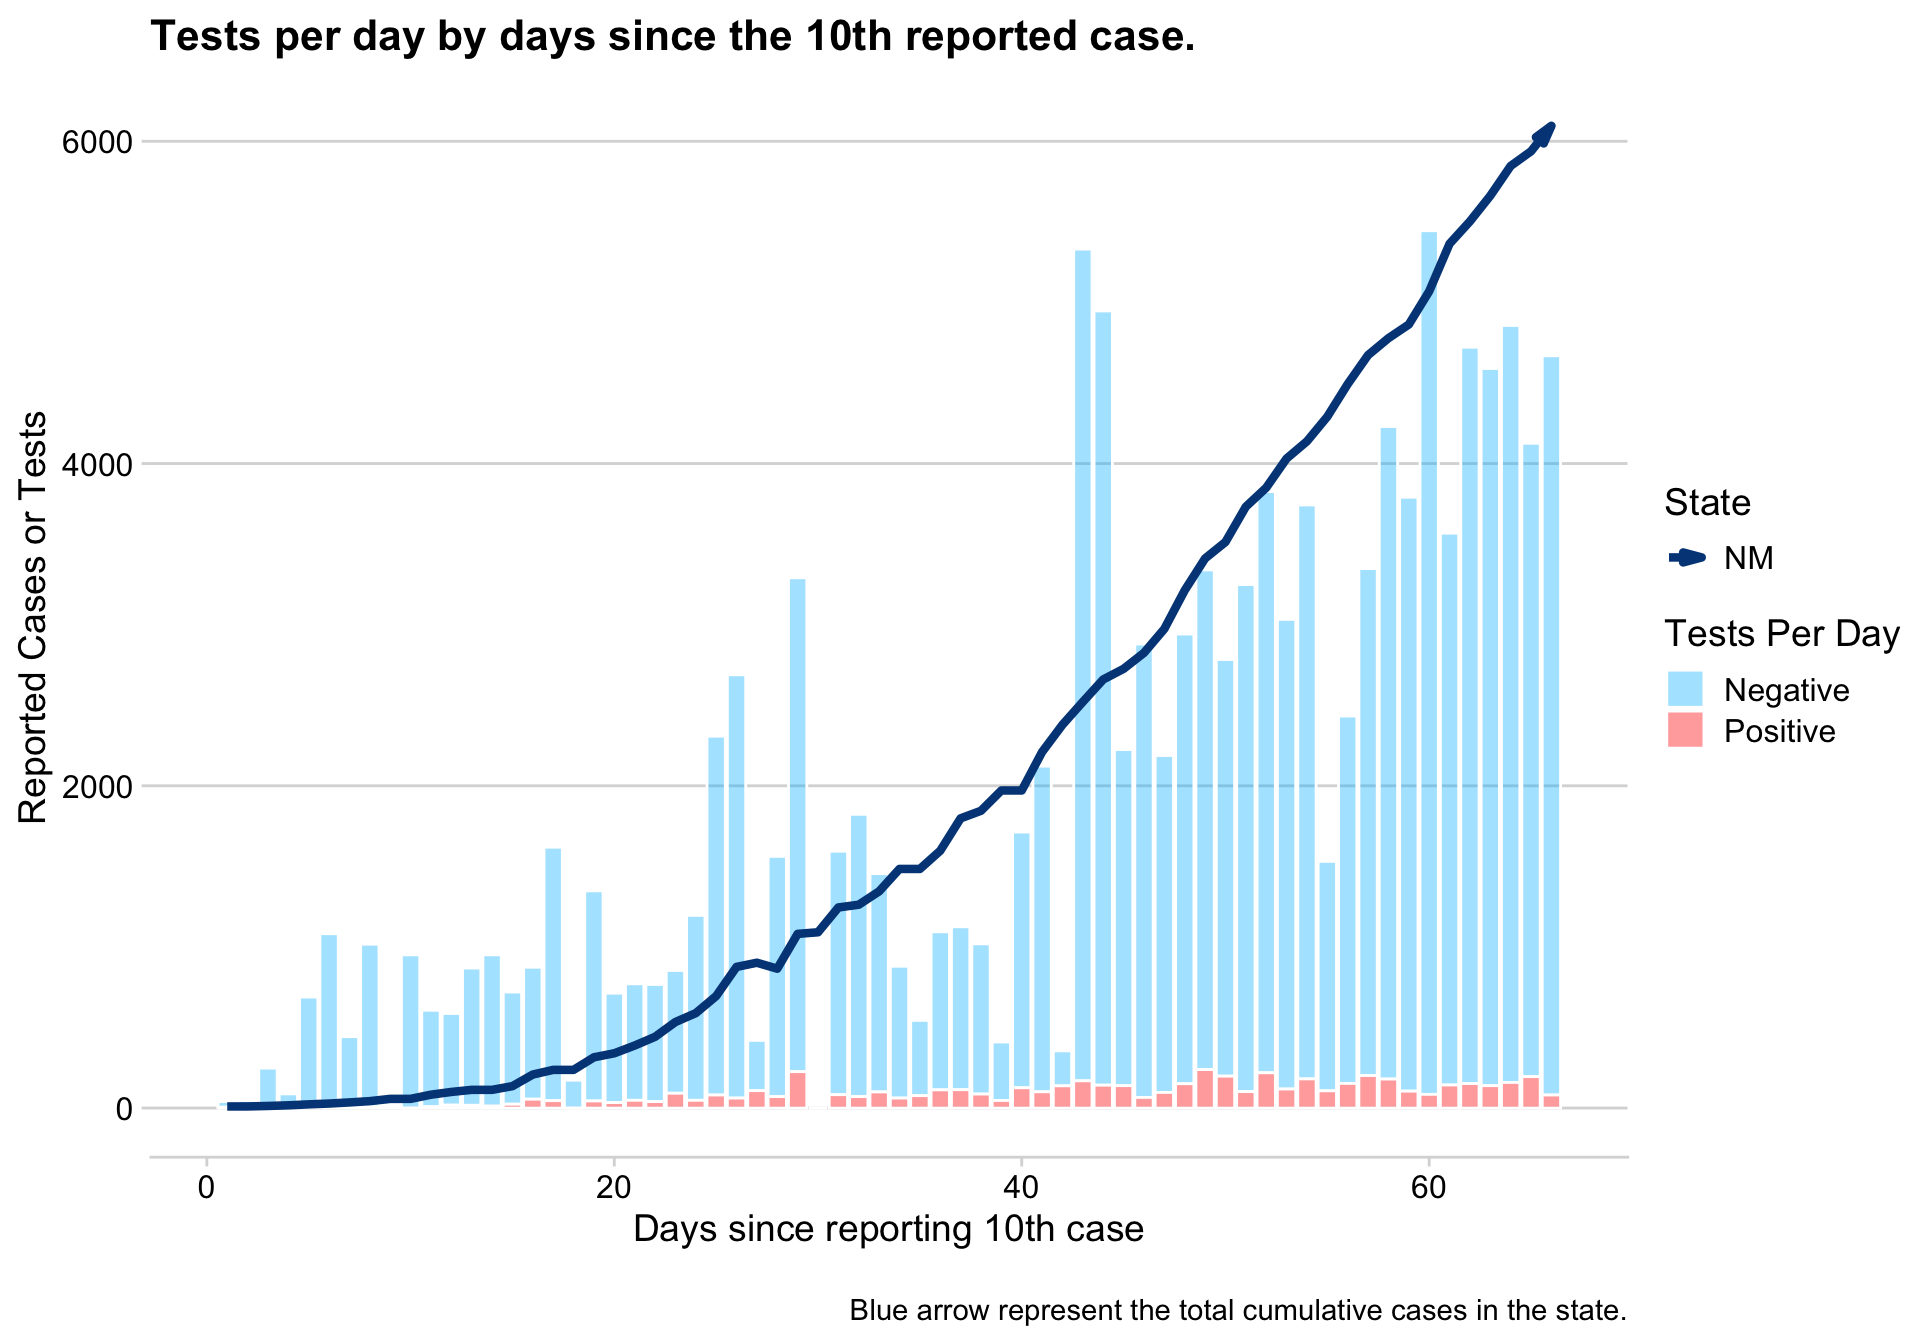 Tests per day by days since the 10th reported case.
6000
4000
2000
0
Reported Cases or Tests
0 20 40 60
Days since reporting 10th case
State
NM
Tests Per Day
Negative
Positive
Blue arrow represent the total cumulative cases in the state.